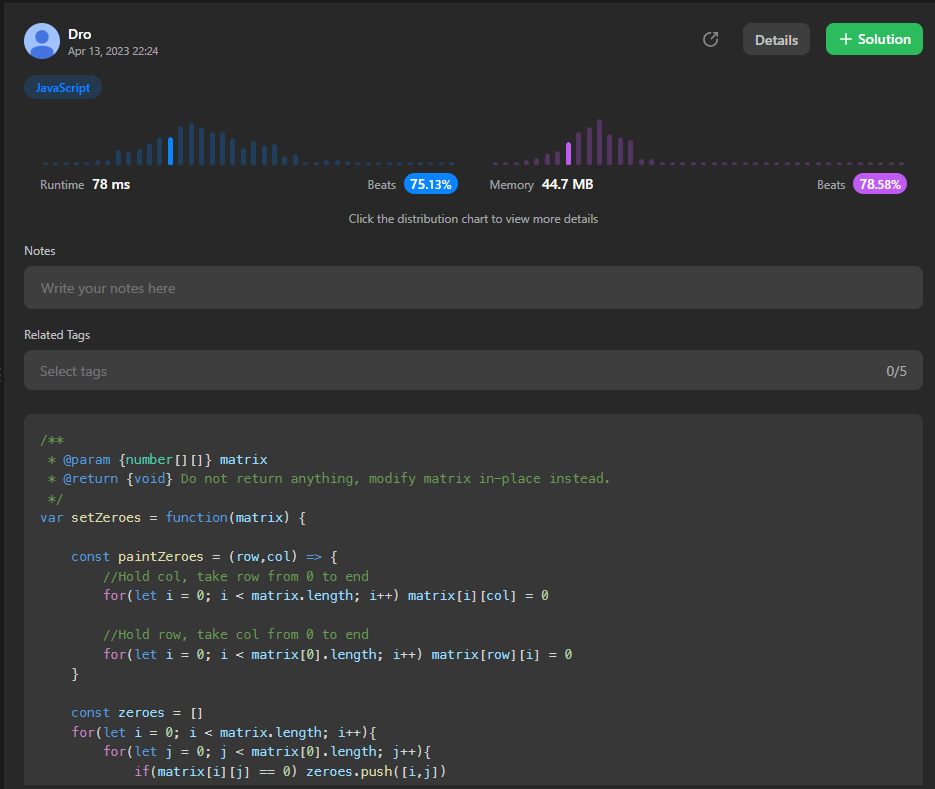 Dro
Apr 13, 2023 22:24
Details
+ Solution
JavaScript
Runtime 78 ms
Beats 75.13%
Memory 44.7 MB
Beats 78.58%
Click the distribution chart to view more details
Notes
Write your notes here
Related Tags
Select tags
0/5
/**
 * @param {number[][]} matrix
 * @return {void} Do not return anything, modify matrix in-place instead.
 */
var setZeroes = function(matrix) {
    const paintZeroes = (row,col) => {
        //Hold col, take row from 0 to end
        for(let i = 0; i < matrix.length; i++) matrix[i][col] = 0
        //Hold row, take col from 0 to end
        for(let i = 0; i < matrix[0].length; i++) matrix[row][i] = 0
    }
    const zeroes = []
    for(let i = 0; i < matrix.length; i++){
        for(let j = 0; j < matrix[0].length; j++){
            if(matrix[i][j] == 0) zeroes.push([i,j])